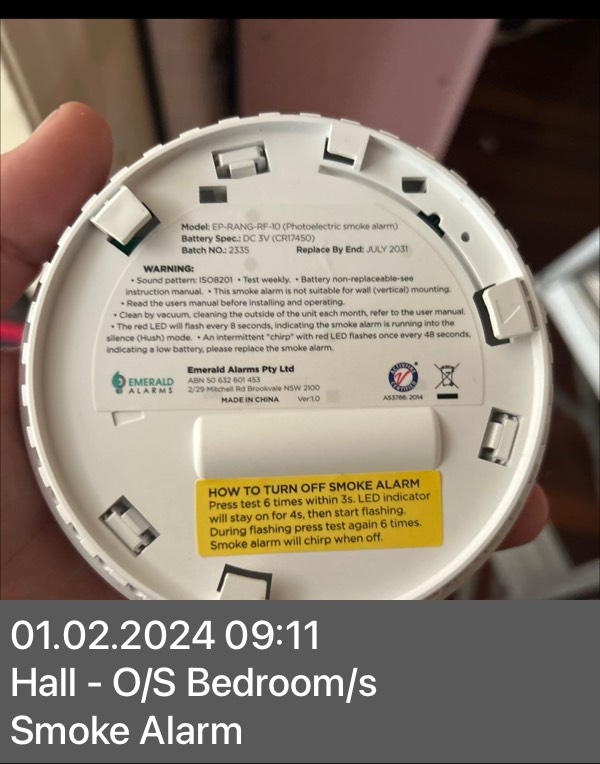 Model: EP-RANG-RF-10 (Photoelectric smoke alarm)
Battery Spec.: DC 3V (CR17450)
Batch NO.: 2335 Replace By End: JULY 2031
WARNING:
• Sound pattern: ISO8201 • Test weekly. • Battery non-replaceable-see
instruction manual. • This smoke alarm is not suitable for wall (vertical) mounting.
• Read the users manual before installing and operating.
• Clean by vacuum, cleaning the outside of the unit each month, refer to the user manual.
• The red LED will flash every 8 seconds, indicating the smoke alarm is running into the
silence (Hush) mode. • An intermittent "chirp" with red LED flashes once every 48 seconds,
indicating a low battery, please replace the smoke alarm.
EMERALD
ALARMS
Emerald Alarms Pty Ltd
ABN 50 632 601 453
2/29 Mitchell Rd Brookvale NSW 2100
MADE IN CHINA Ver:1.0
AS3786: 2014
HOW TO TURN OFF SMOKE ALARM
Press test 6 times within 3s. LED indicator
will stay on for 4s, then start flashing.
During flashing press test again 6 times.
Smoke alarm will chirp when off.
01.02.2024 09:11
Hall - O/S Bedroom/s
Smoke Alarm